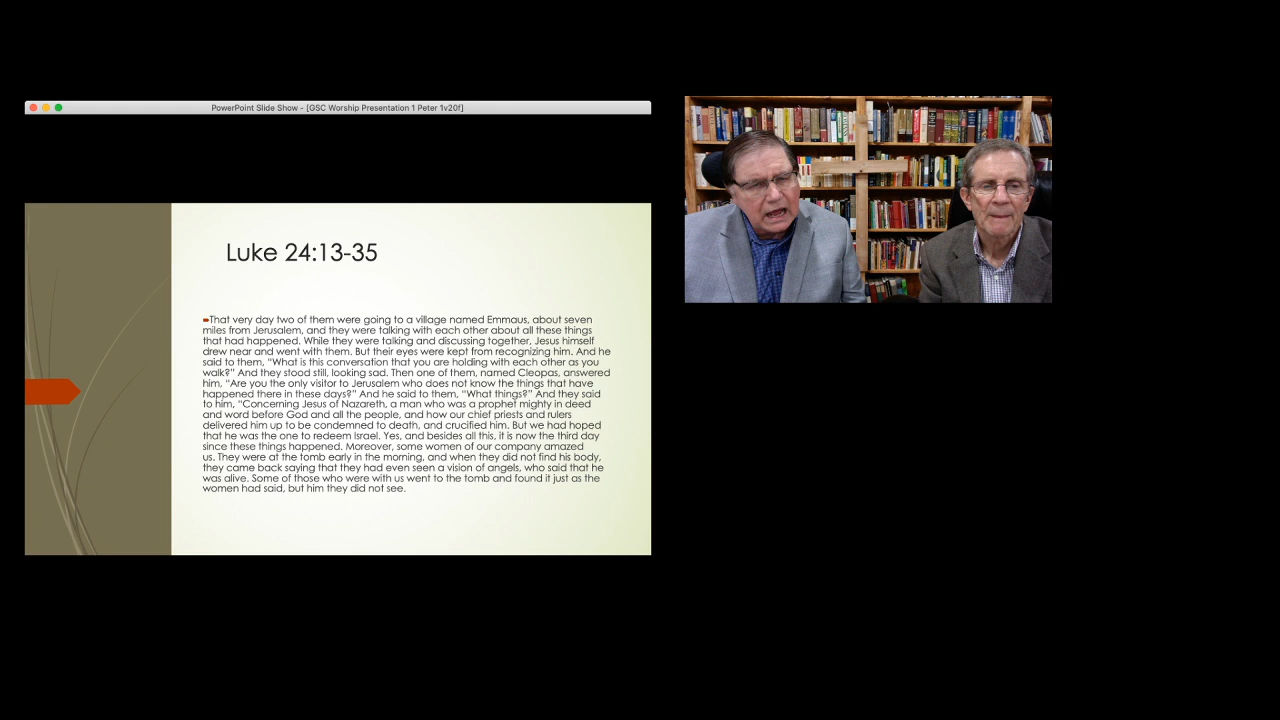 PowerPoint Slide Show - [GSC Worship Presentation 1 Peter 1v20f]
Luke 24:13-35
That very day two of them were going to a village named Emmaus, about seven
miles from Jerusalem, and they were talking with each other about all these things
that had happened. While they were talking and discussing together, Jesus himself
drew near and went with them. But their eyes were kept from recognizing him. And he
said to them, “What is this conversation that you are holding with each other as you
walk?” And they stood still, looking sad. Then one of them, named Cleopas, answered
him, “Are you the only visitor to Jerusalem who does not know the things that have
happened there in these days?” And he said to them, “What things?” And they said
to him, “Concerning Jesus of Nazareth, a man who was a prophet mighty in deed
and word before God and all the people, and how our chief priests and rulers
delivered him up to be condemned to death, and crucified him. But we had hoped
that he was the one to redeem Israel. Yes, and besides all this, it is now the third day
since these things happened. Moreover, some women of our company amazed
us. They were at the tomb early in the morning, and when they did not find his body,
they came back saying that they had even seen a vision of angels, who said that he
was alive. Some of those who were with us went to the tomb and found it just as the
women had said, but him they did not see.